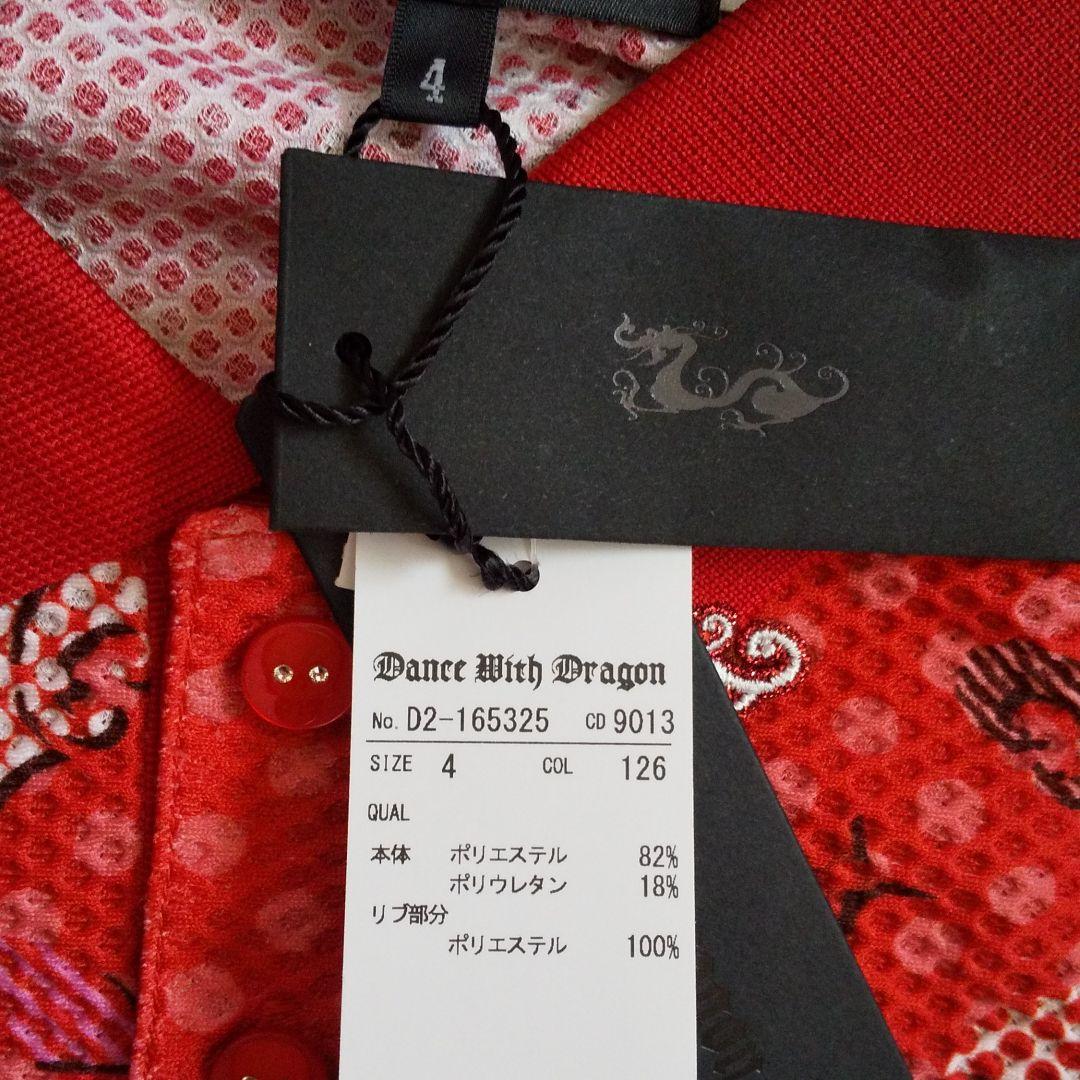 4
Dance With Dragon
No. D2-165325 CD 9013
SIZE 4 COL 126
QUAL
本体 ポリエステル 82%
ポリウレタン 18%
リブ部分
ポリエステル 100%